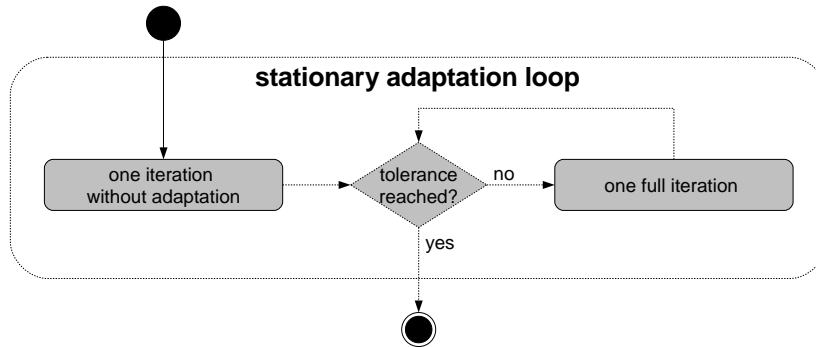 stationary adaptation loop
one iteration
without adaptation
tolerance
reached?
no
one full iteration
yes